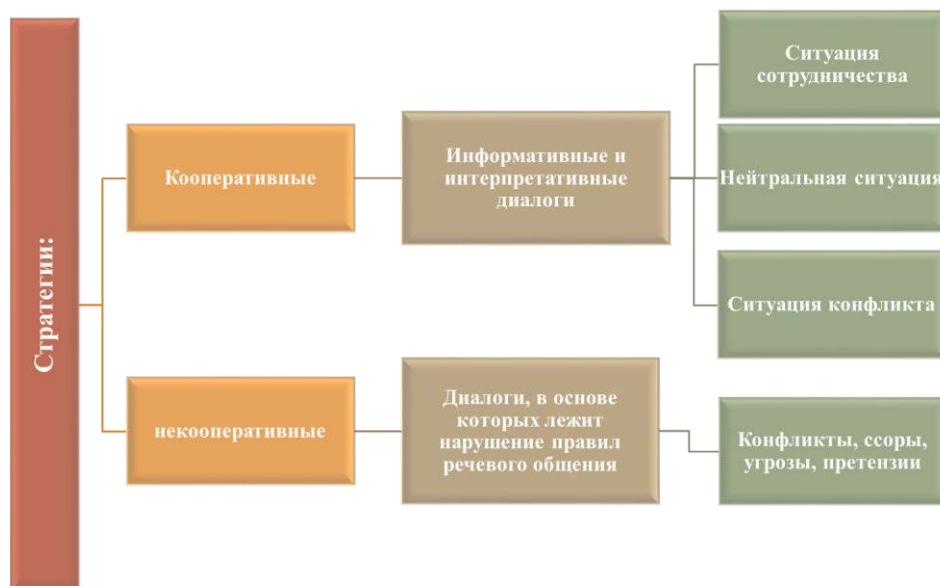 Стратегии:
Кооперативные
Информативные и
интерпретативные
диалоги
Ситуация
сотрудничества
Нейтральная ситуация
Ситуация конфликта
некооперативные
Диалоги, в основе
которых лежит
нарушение правил
речевого общения
Конфликты, ссоры,
угрозы, претензии